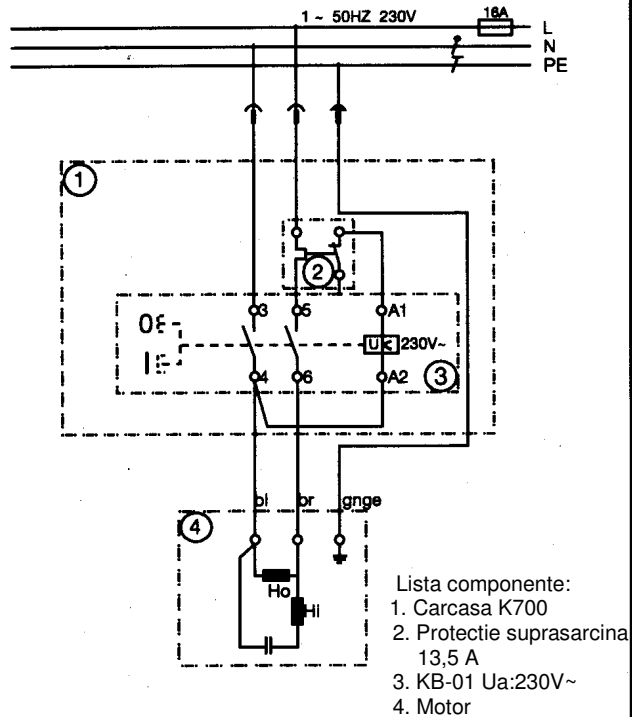 1 ~ 50HZ 230V
16A
L
N
PE
1
2
3
5
A1
0
I
U< 230V~
4
6
A2
3
bl
br
gnge
4
Ho
Hi
Lista componente:
1. Carcasa K700
2. Protectie suprasarcina
13,5 A
3. KB-01 Ua:230V~
4. Motor